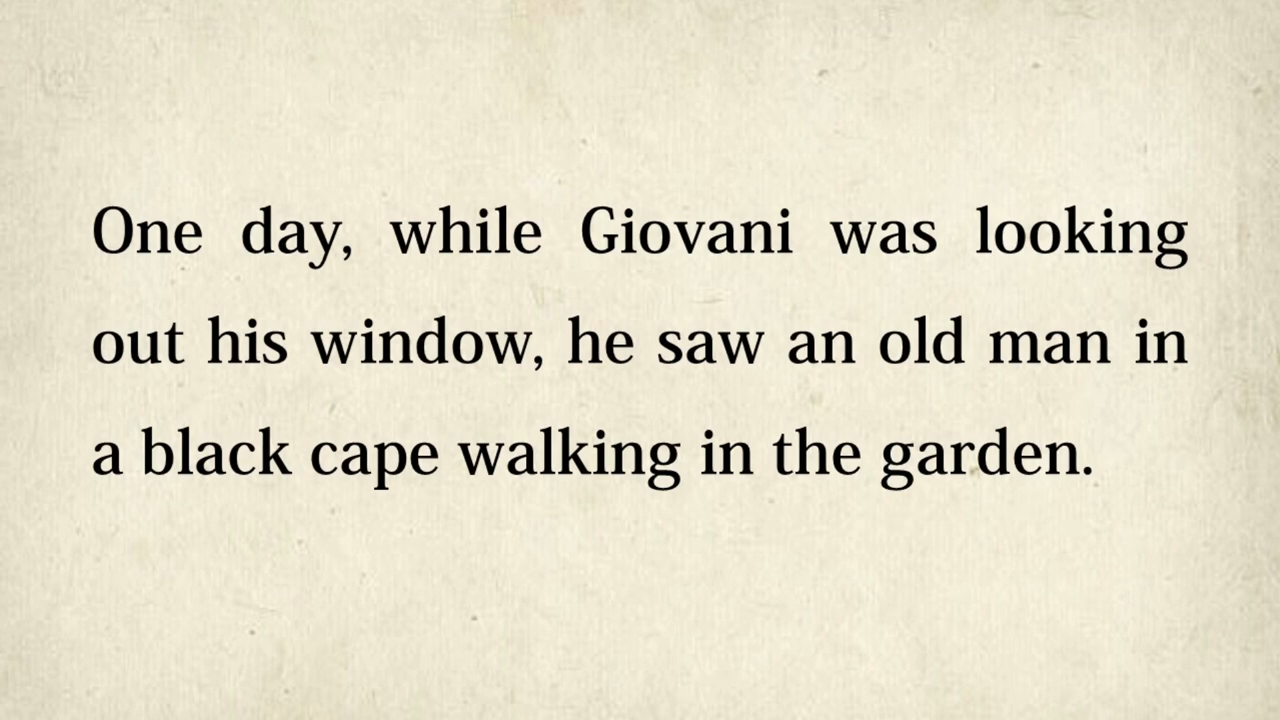 One day, while Giovani was looking
out his window, he saw an old man in
a black cape walking in the garden.